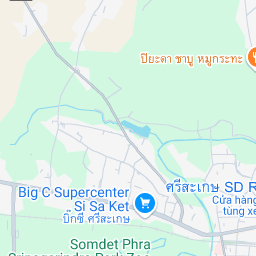 ปิยะดา ชาบู หมูกระทะ
ศรีสะเกษ SD R
Cửa hàng
tùng xe
Big C Supercenter
Si Sa Ket
บิ๊กซี ศรีสะเกษ
Somdet Phra